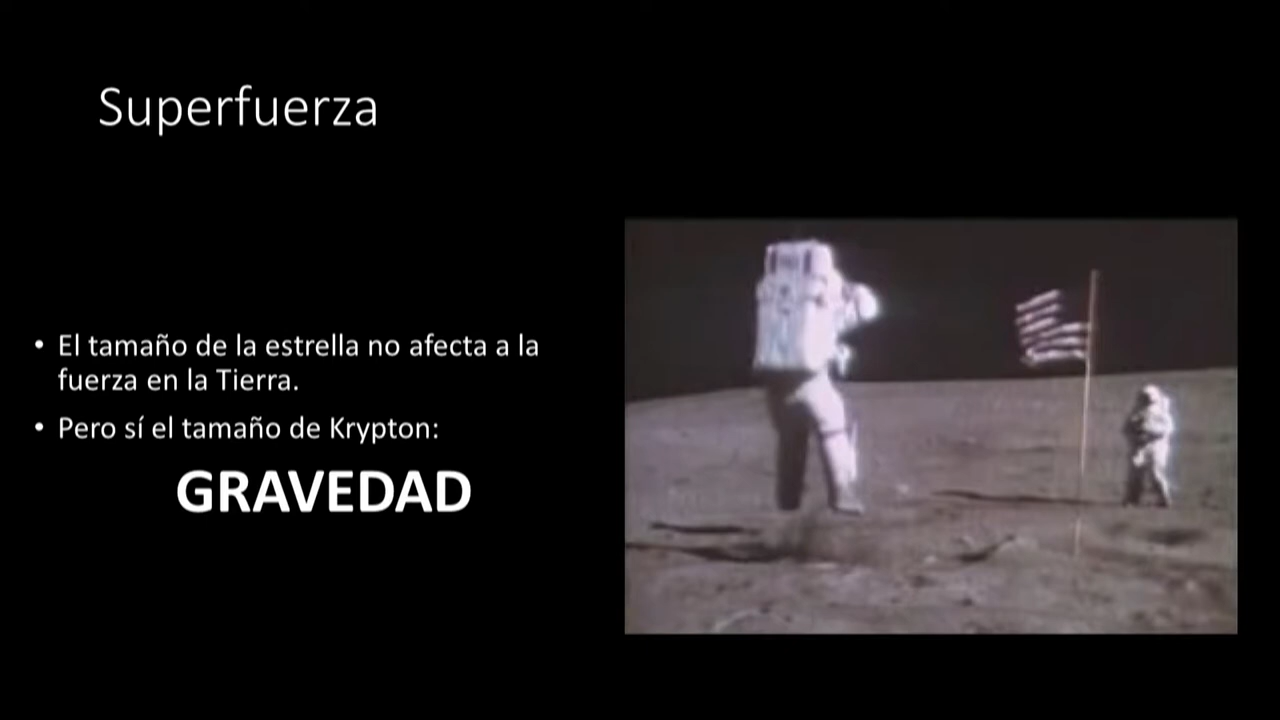 Superfuerza
• El tamaño de la estrella no afecta a la
fuerza en la Tierra.
• Pero sí el tamaño de Krypton:
GRAVEDAD